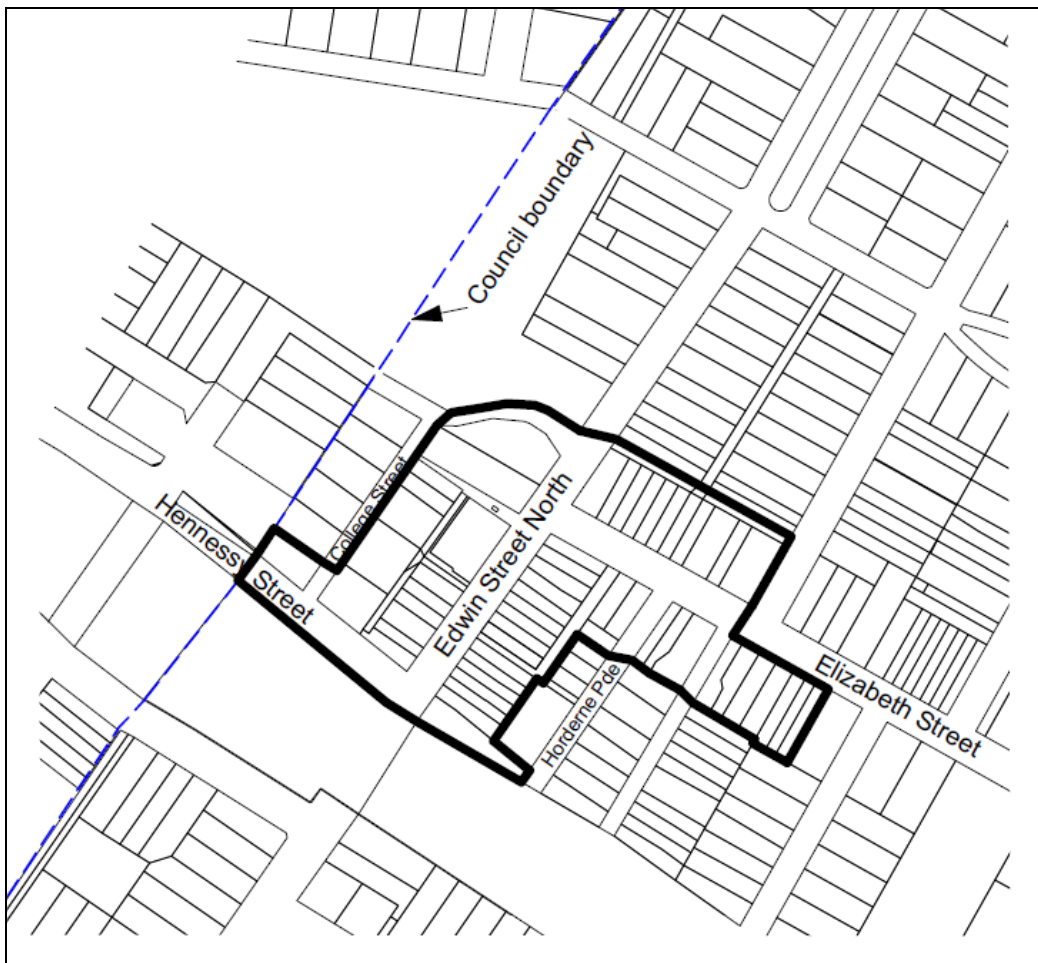 Council boundary
College Street
Hennessy Street
Edwin Street North
Horderne Pde
Elizabeth Street